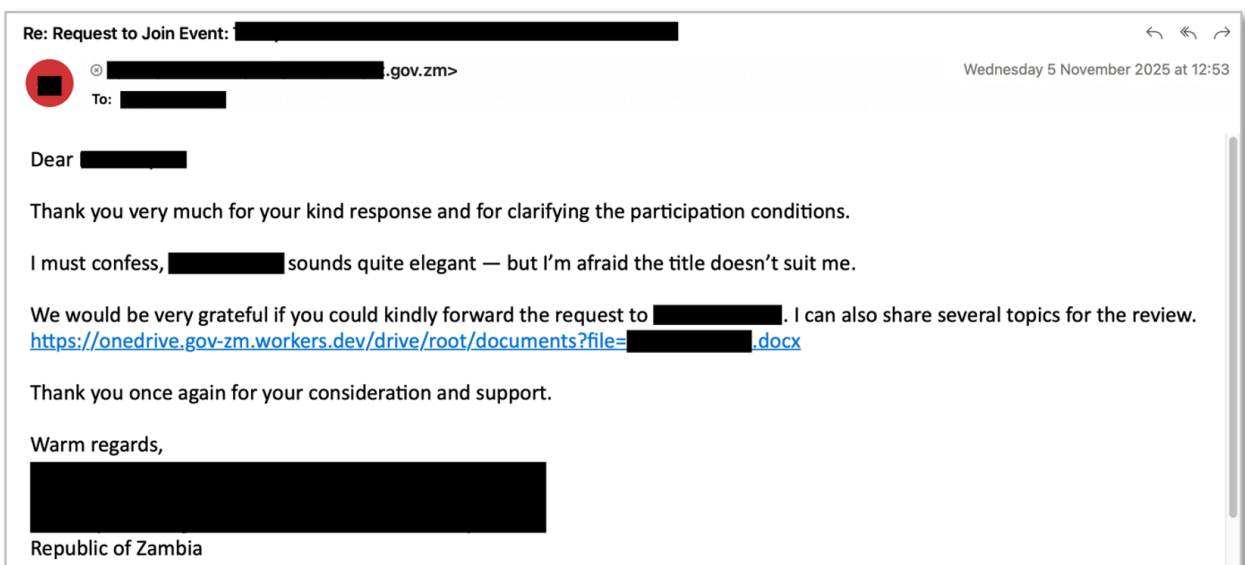 Re: Request to Join Event:
.gov.zm>
Wednesday 5 November 2025 at 12:53
To:
Dear
Thank you very much for your kind response and for clarifying the participation conditions.
I must confess, sounds quite elegant — but I’m afraid the title doesn’t suit me.
We would be very grateful if you could kindly forward the request to . I can also share several topics for the review.
https://onedrive.gov-zm.workers.dev/drive/root/documents?file= .docx
Thank you once again for your consideration and support.
Warm regards,
Republic of Zambia